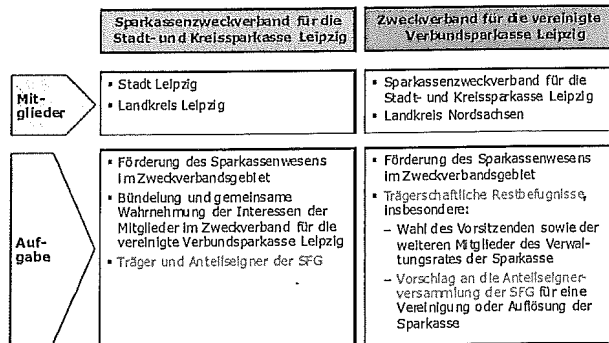 Sparkassenzweckverband für die
Stadt- und Kreissparkasse Leipzig
Zweckverband für die vereinigte
Verbundsparkasse Leipzig
Mit-
glieder
▪ Stadt Leipzig
▪ Landkreis Leipzig
▪ Sparkassenzweckverband für die
Stadt- und Kreissparkasse Leipzig
▪ Landkreis Nordsachsen
Auf-
gabe
▪ Förderung des Sparkassenwesens
im Zweckverbandsgebiet
▪ Bündelung und gemeinsame
Wahrnehmung der Interessen der
Mitglieder im Zweckverband für die
vereinigte Verbundsparkasse Leipzig
▪ Träger und Anteilseigner der SFG
▪ Förderung des Sparkassenwesens
im Zweckverbandsgebiet
▪ Trägerschaftliche Restbefugnisse,
insbesondere:
– Wahl des Vorsitzenden sowie der
weiteren Mitglieder des Verwal-
tungsrates der Sparkasse
– Vorschlag an die Anteilseigner-
versammlung der SFG für eine
Vereinigung oder Auflösung der
Sparkasse